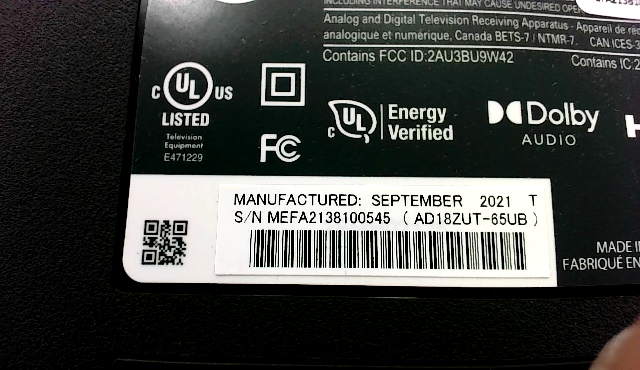 INCLUDING INTERFERENCE THAT MAY CAUSE UNDESIRED
Analog and Digital Television Receiving Apparatus - Appareil de
analogique et numérique, Canada BETS-7 / NTMR-7. CAN ICES-3
Contains FCC ID:2AU3BU9W42
Contains IC:2
C UL US
LISTED
Television
Equipment
E471229
FC
C UL
Energy
Verified
Dolby
AUDIO
MANUFACTURED: SEPTEMBER 2021 T
S/N MEFA2138100545 ( AD18ZUT-65UB )
MADE
FABRIQUÉ EN